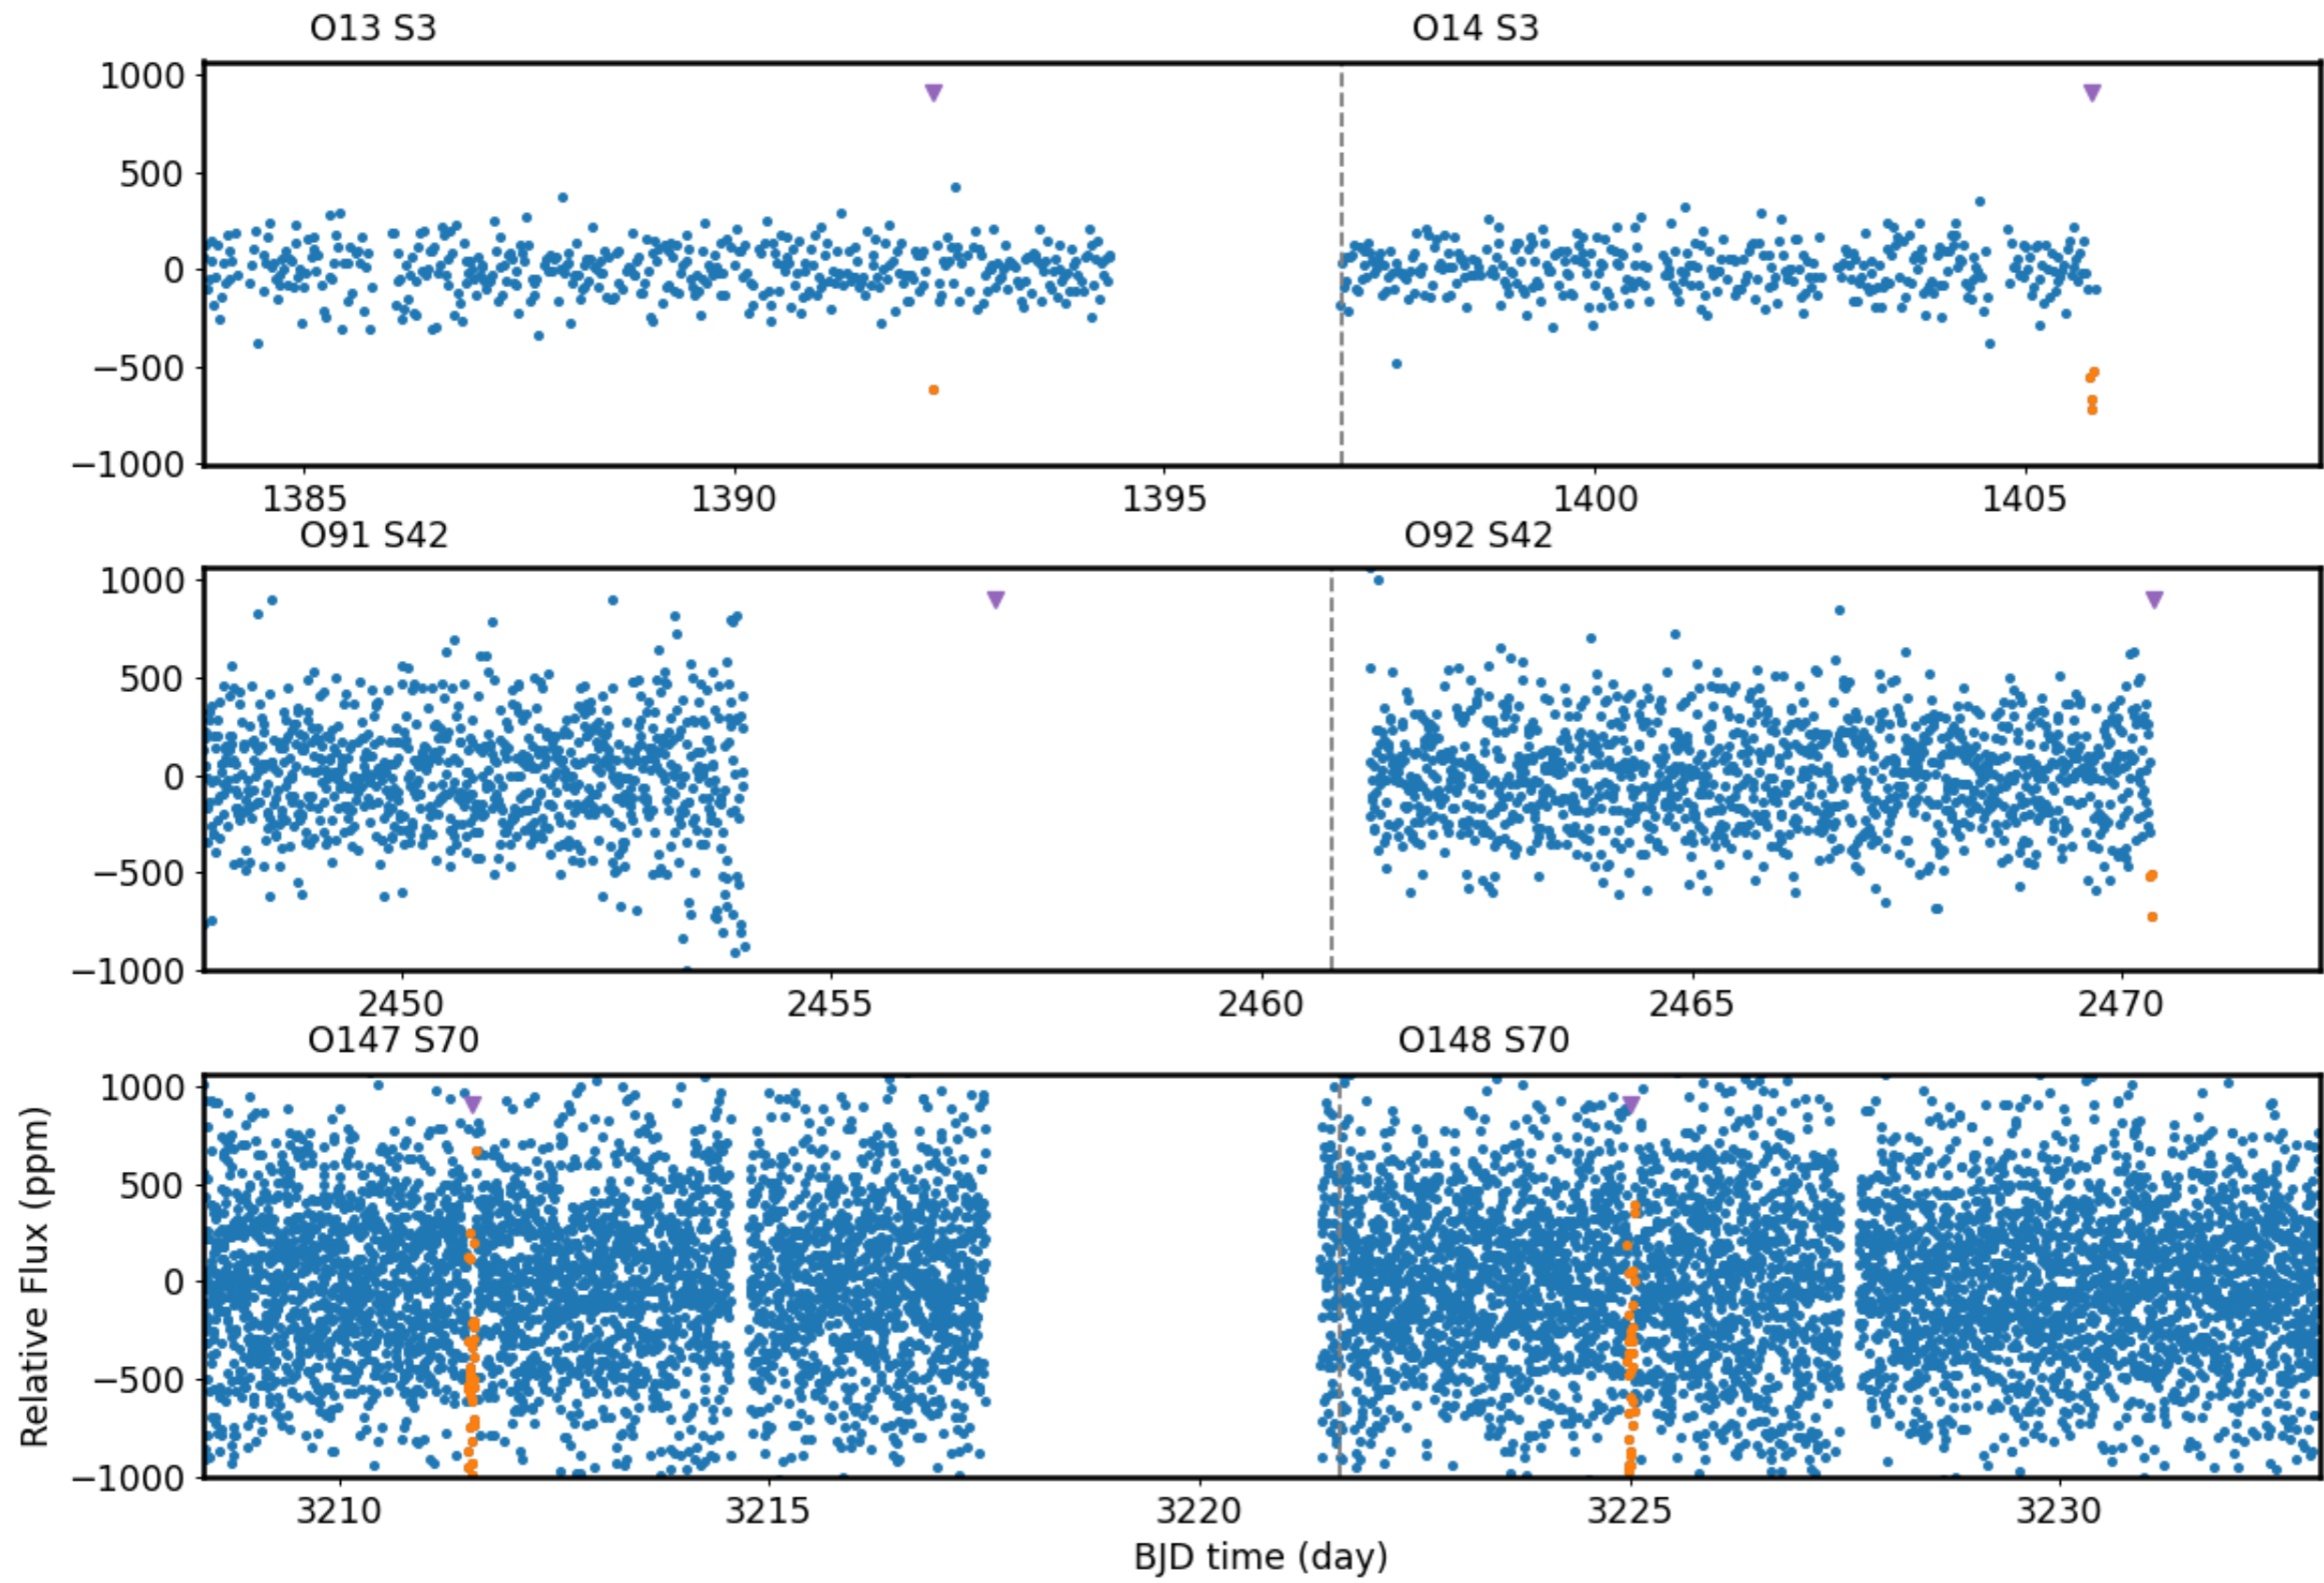 O13 S3 O14 S3
1000
500
0
−500
−1000
1385 1390 1395 1400 1405
O91 S42 O92 S42
1000
500
0
−500
−1000
2450 2455 2460 2465 2470
O147 S70 O148 S70
1000
500
0
−500
−1000
Relative Flux (ppm)
3210 3215 3220 3225 3230
BJD time (day)